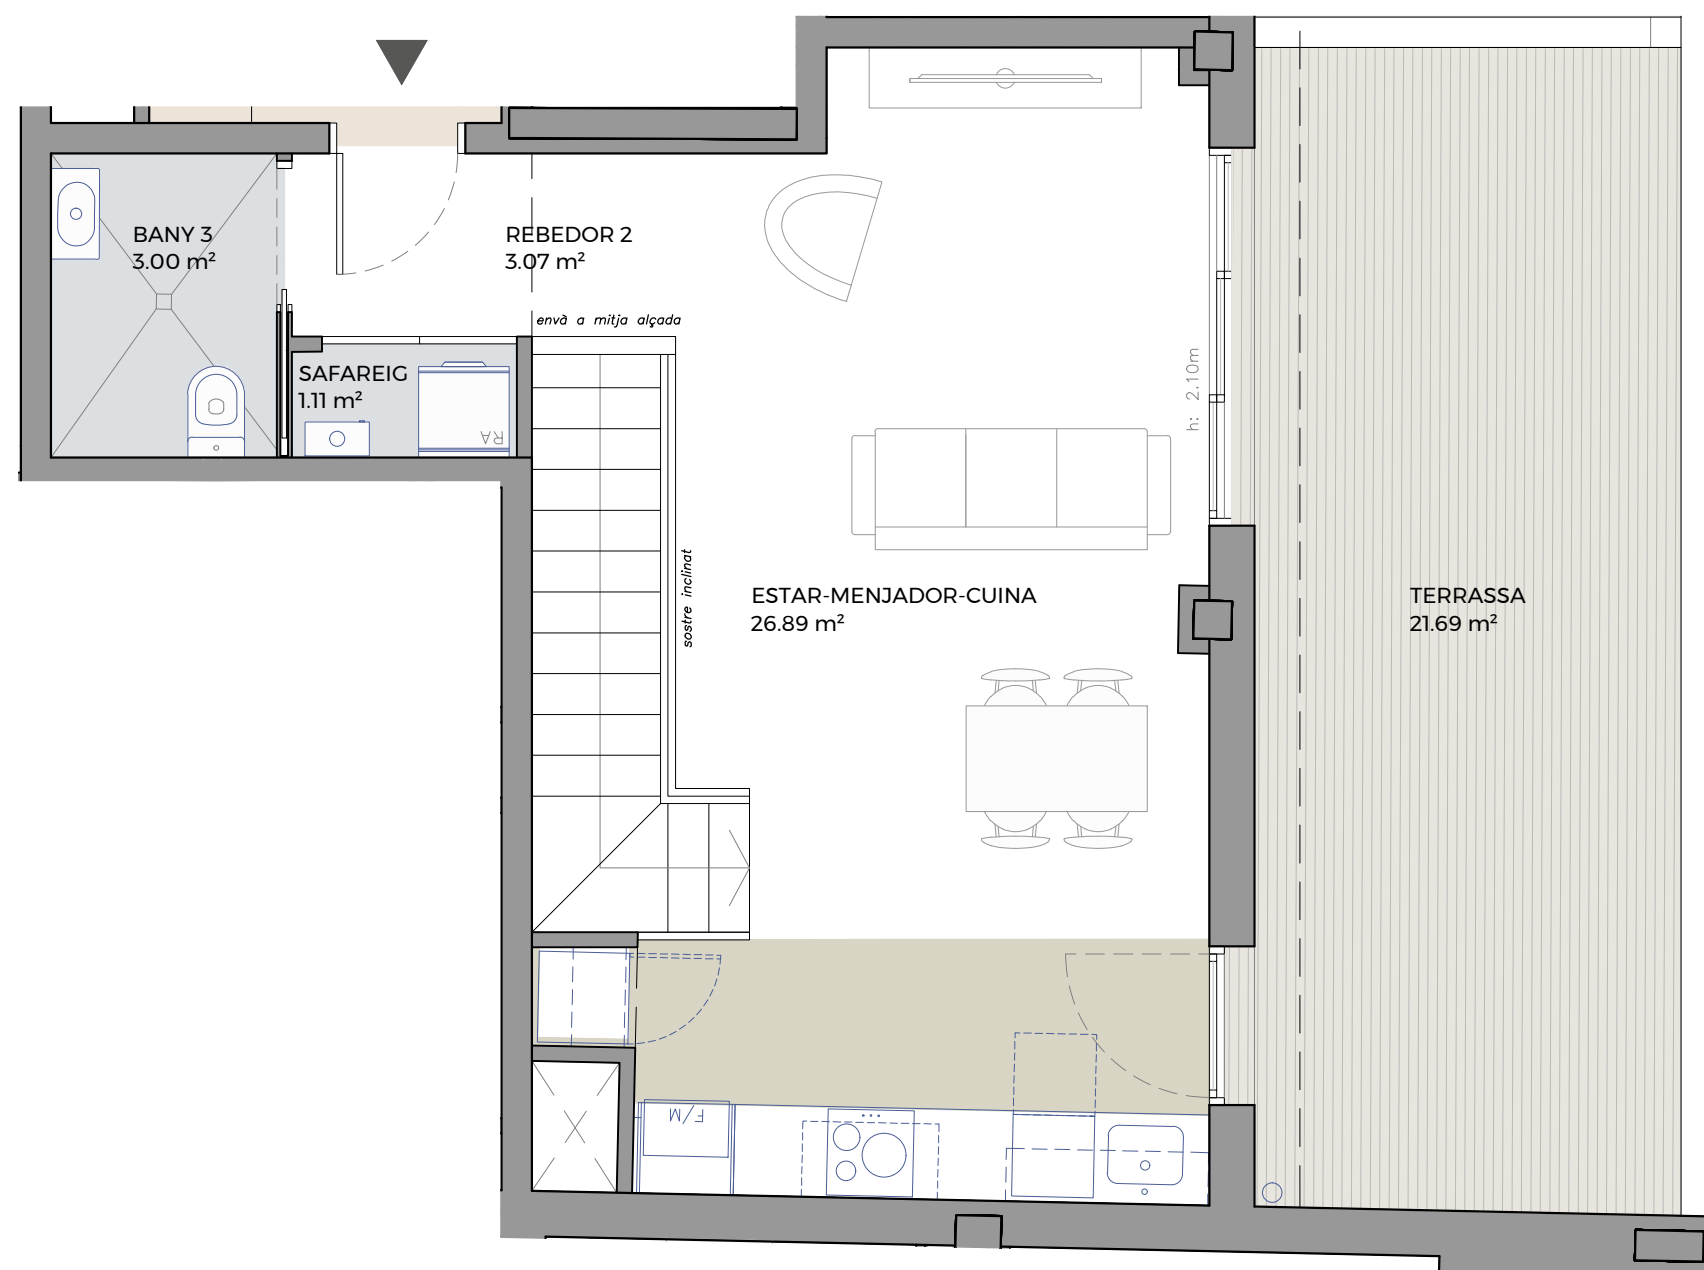 BANY 3
3.00 m²
REBEDOR 2
3.07 m²
envà a mitja alçada
SAFAREIG
1.11 m²
RA
h: 2.10m
sostre inclinat
ESTAR-MENJADOR-CUINA
26.89 m²
TERRASSA
21.69 m²
F/M